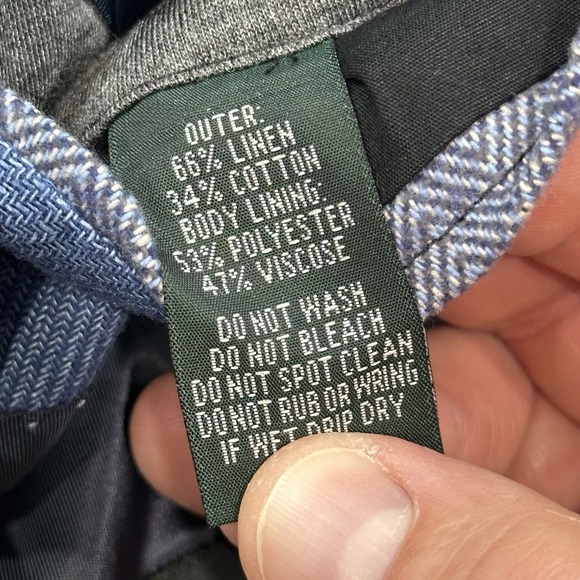 OUTER:
66% LINEN
34% COTTON
BODY LINING
53% POLYESTER
47% VISCOSE
DO NOT WASH
DO NOT BLEACH
DO NOT SPOT CLEAN
DO NOT RUB OR WRING
IF WET DRIP DRY